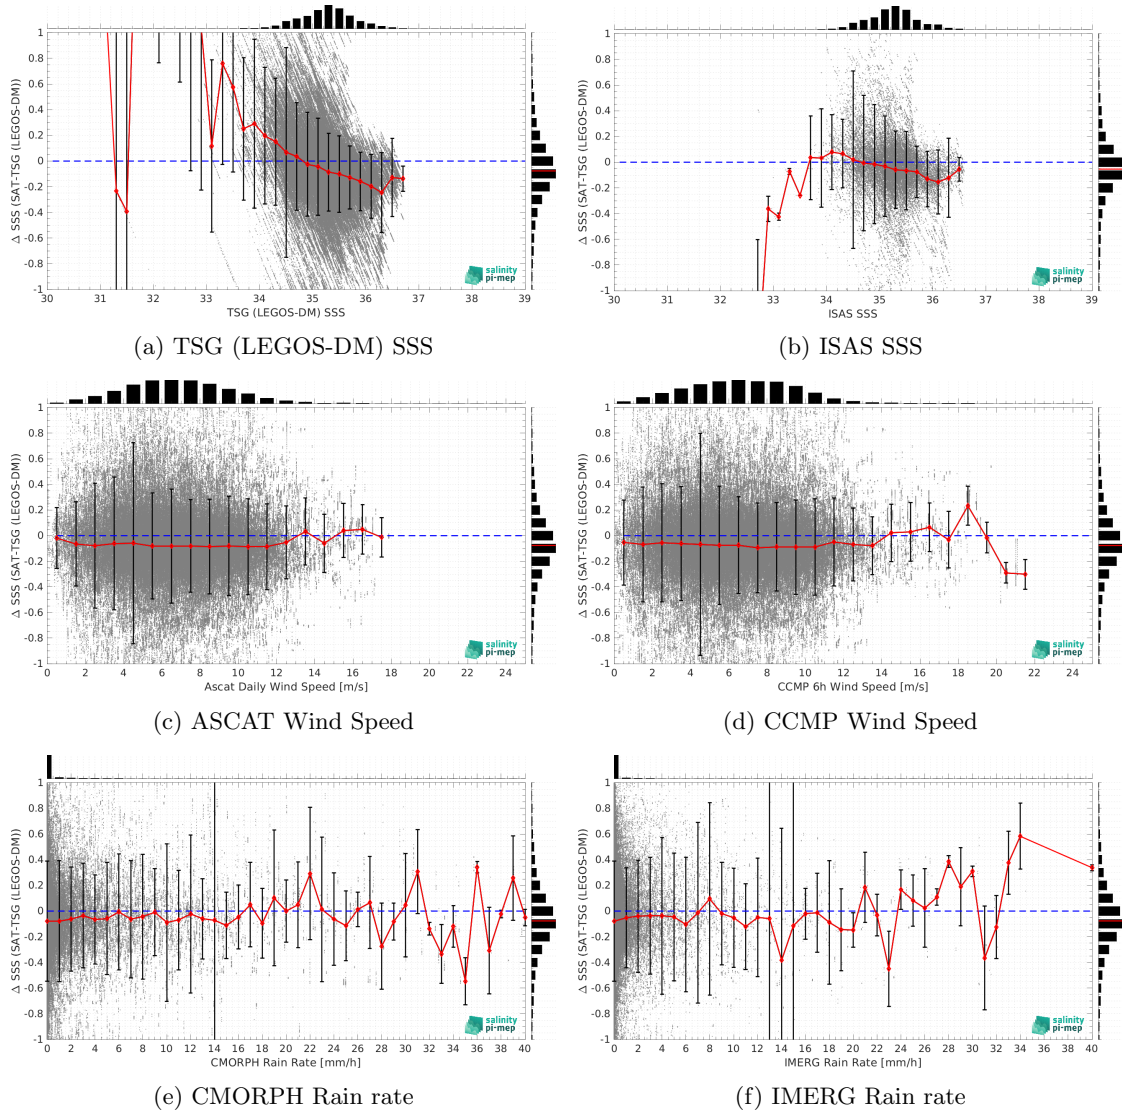 1
0.8
0.6
0.4
0.2
0
-0.2
-0.4
-0.6
-0.8
-1
Δ SSS (SAT-TSG (LEGOS-DM))
30 31 32 33 34 35 36 37 38 39
TSG (LEGOS-DM) SSS
salinity
pi-mep
(a) TSG (LEGOS-DM) SSS
1
0.8
0.6
0.4
0.2
0
-0.2
-0.4
-0.6
-0.8
-1
Δ SSS (SAT-TSG (LEGOS-DM))
30 31 32 33 34 35 36 37 38 39
ISAS SSS
salinity
pi-mep
(b) ISAS SSS
1
0.8
0.6
0.4
0.2
0
-0.2
-0.4
-0.6
-0.8
-1
Δ SSS (SAT-TSG (LEGOS-DM))
0 2 4 6 8 10 12 14 16 18 20 22 24
Ascat Daily Wind Speed [m/s]
salinity
pi-mep
(c) ASCAT Wind Speed
1
0.8
0.6
0.4
0.2
0
-0.2
-0.4
-0.6
-0.8
-1
Δ SSS (SAT-TSG (LEGOS-DM))
0 2 4 6 8 10 12 14 16 18 20 22 24
CCMP 6h Wind Speed [m/s]
salinity
pi-mep
(d) CCMP Wind Speed
1
0.8
0.6
0.4
0.2
0
-0.2
-0.4
-0.6
-0.8
-1
Δ SSS (SAT-TSG (LEGOS-DM))
0 2 4 6 8 10 12 14 16 18 20 22 24 26 28 30 32 34 36 38 40
CMORPH Rain Rate [mm/h]
salinity
pi-mep
(e) CMORPH Rain rate
1
0.8
0.6
0.4
0.2
0
-0.2
-0.4
-0.6
-0.8
-1
Δ SSS (SAT-TSG (LEGOS-DM))
0 2 4 6 8 10 12 14 16 18 20 22 24 26 28 30 32 34 36 38 40
IMERG Rain Rate [mm/h]
salinity
pi-mep
(f) IMERG Rain rate